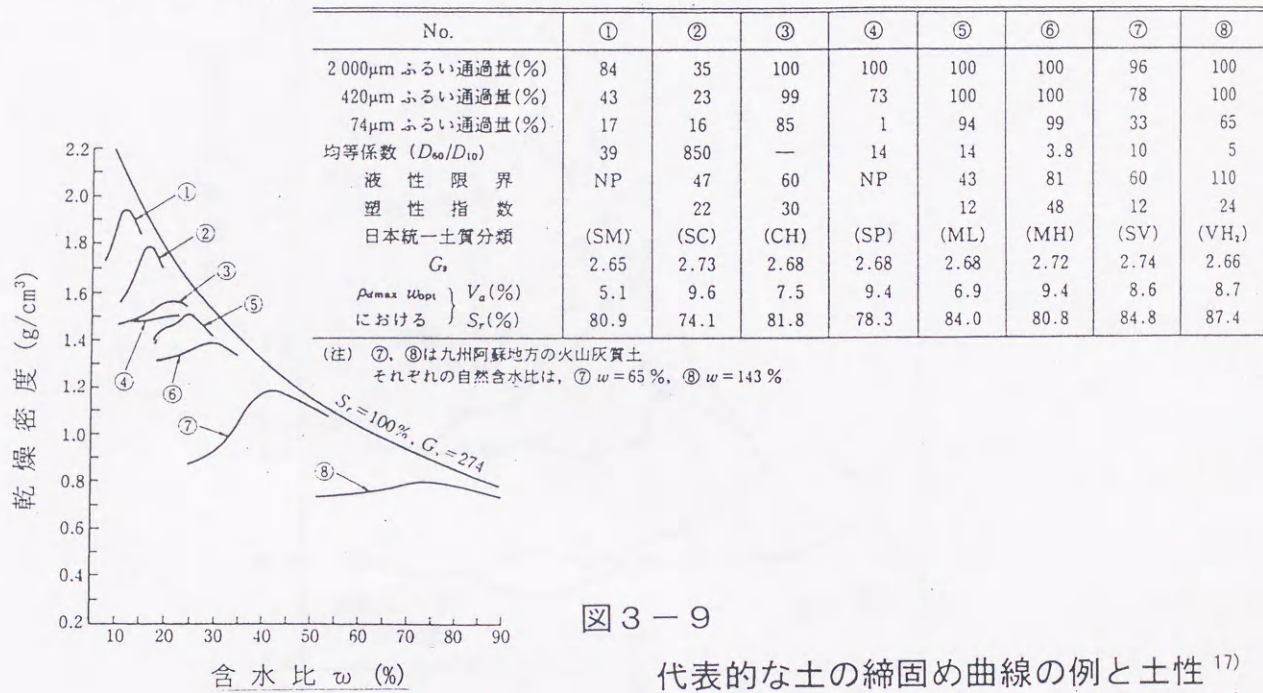 No. ① ② ③ ④ ⑤ ⑥ ⑦ ⑧
2 000μm ふるい通過量(%) 84 35 100 100 100 100 96 100
420μm ふるい通過量(%) 43 23 99 73 100 100 78 100
74μm ふるい通過量(%) 17 16 85 1 94 99 33 65
均等係数 (D60/D10) 39 850 — 14 14 3.8 10 5
液性限界 NP 47 60 NP 43 81 60 110
塑性指数 22 30 12 48 12 24
日本統一土質分類 (SM) (SC) (CH) (SP) (ML) (MH) (SV) (VH₂)
Gs 2.65 2.73 2.68 2.68 2.68 2.72 2.74 2.66
ρdmax wopt } Va(%) 5.1 9.6 7.5 9.4 6.9 9.4 8.6 8.7
における Sr(%) 80.9 74.1 81.8 78.3 84.0 80.8 84.8 87.4
(注) ⑦, ⑧は九州阿蘇地方の火山灰質土
それぞれの自然含水比は, ⑦ w=65%, ⑧ w=143%
乾燥密度 (g/cm³)
2.2
2.0
1.8
1.6
1.4
1.2
1.0
0.8
0.6
0.4
0.2
①
②
③
⑤
④
⑥
⑦
⑧
Sr=100%, G.=274
10 20 30 40 50 60 70 80 90
含水比 w (%)
図3-9
代表的な土の締固め曲線の例と土性 17)